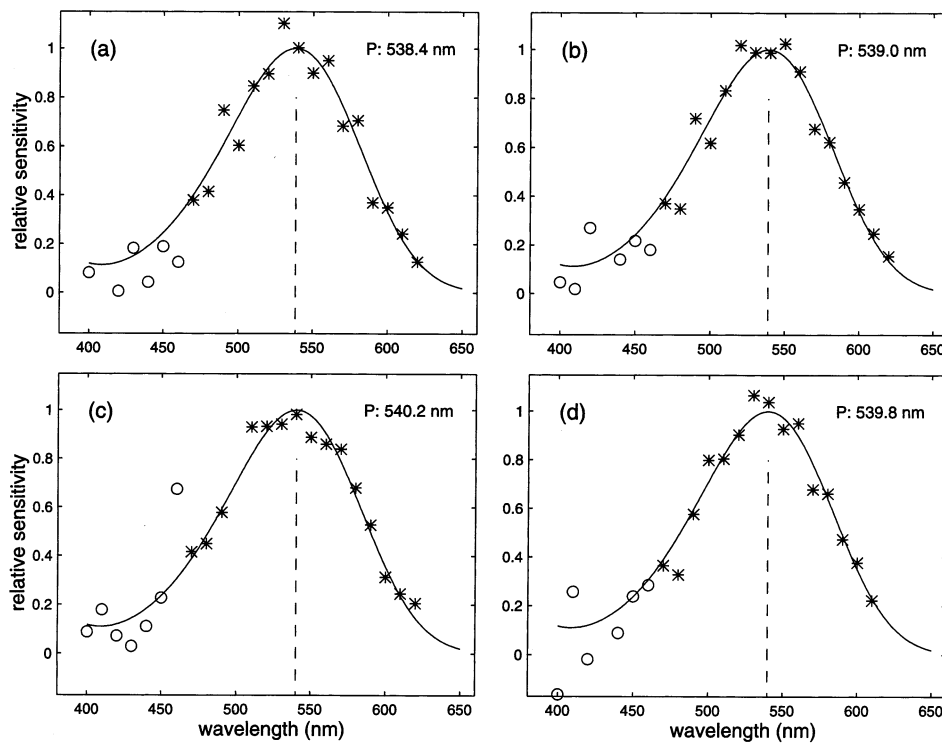 (a)
P: 538.4 nm
relative sensitivity
1
0.8
0.6
0.4
0.2
0
400 450 500 550 600 650
(b)
P: 539.0 nm
1
0.8
0.6
0.4
0.2
0
400 450 500 550 600 650
(c)
P: 540.2 nm
relative sensitivity
1
0.8
0.6
0.4
0.2
0
400 450 500 550 600 650
wavelength (nm)
(d)
P: 539.8 nm
1
0.8
0.6
0.4
0.2
0
400 450 500 550 600 650
wavelength (nm)